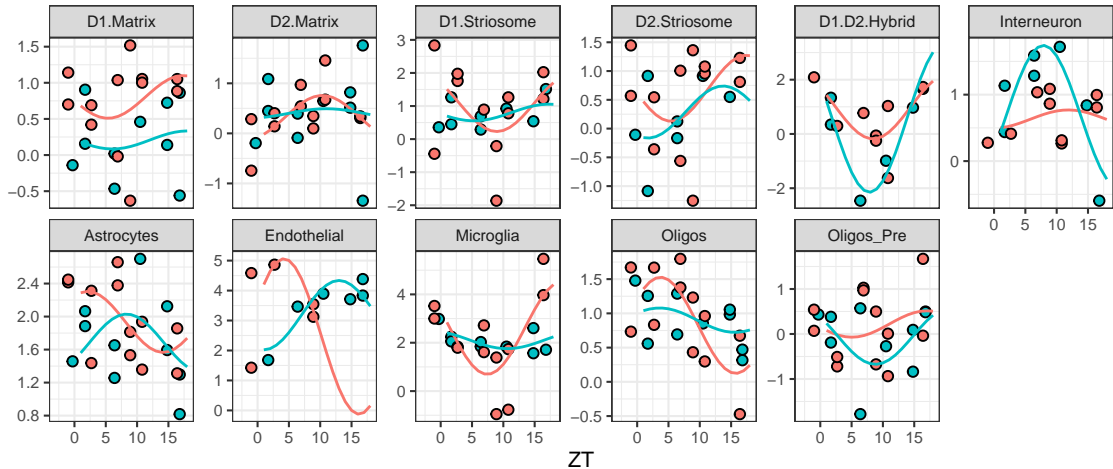 D1.Matrix D2.Matrix D1.Striosome D2.Striosome D1.D2.Hybrid Interneuron
1.5 1.0 0.5 0.0 −0.5
1 0 −1
3 2 1 0 −1 −2
1.5 1.0 0.5 0.0 −0.5 −1.0
2 0 −2
1 0
0 5 10 15
Astrocytes Endothelial Microglia Oligos Oligos_Pre
2.4 2.0 1.6 1.2 0.8
5 4 3 2 1 0
4 2 0
1.5 1.0 0.5 0.0 −0.5
1 0 −1
0 5 10 15 0 5 10 15 0 5 10 15 0 5 10 15 0 5 10 15
ZT